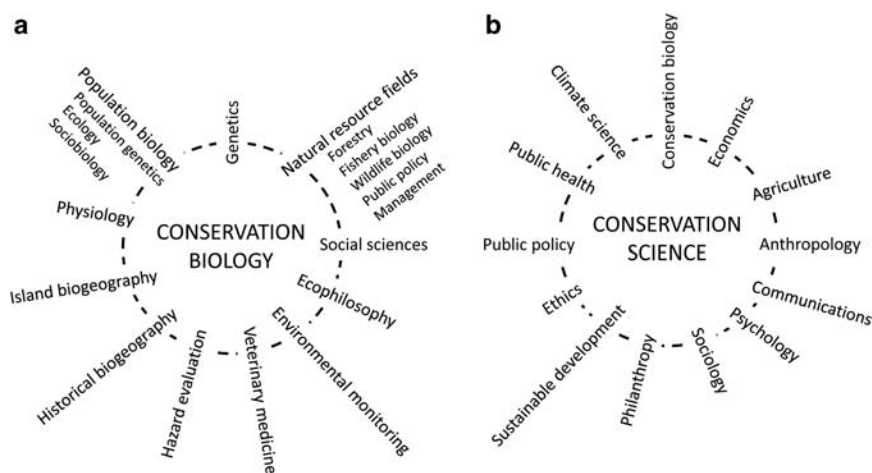 a
Population biology
Population genetics
Ecology
Sociobiology
Genetics
Natural resource fields
Forestry
Fishery biology
Wildlife biology
Public policy
Management
Physiology
CONSERVATION
BIOLOGY
Social sciences
Island biogeography
Ecophilosophy
Historical biogeography
Hazard evaluation
Veterinary medicine
Environmental monitoring
b
Conservation biology
Climate science
Economics
Public health
Agriculture
Public policy
CONSERVATION
SCIENCE
Anthropology
Ethics
Communications
Sustainable development
Philanthropy
Sociology
Psychology